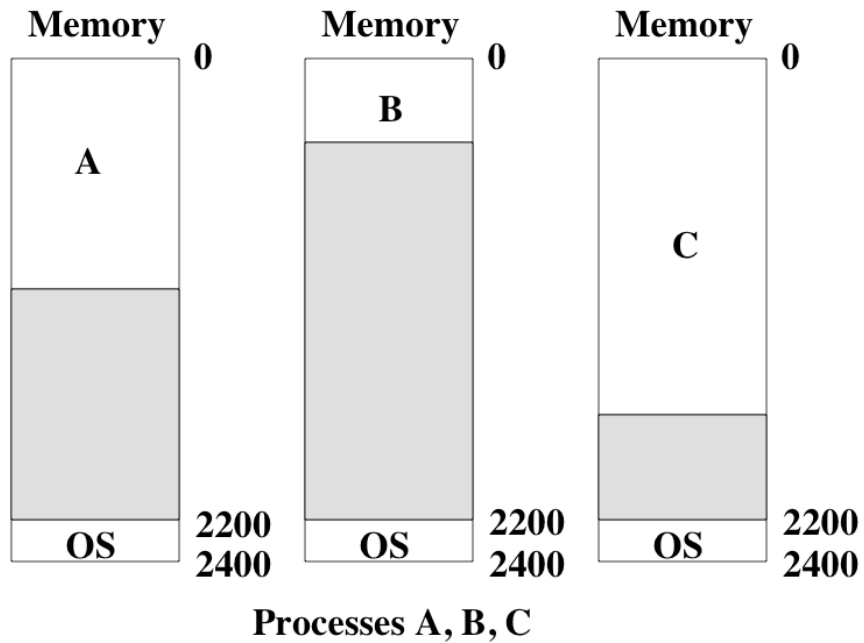 Memory Memory Memory
0 0 0
B
A
C
2200 2200 2200
OS OS OS
2400 2400 2400
Processes A, B, C